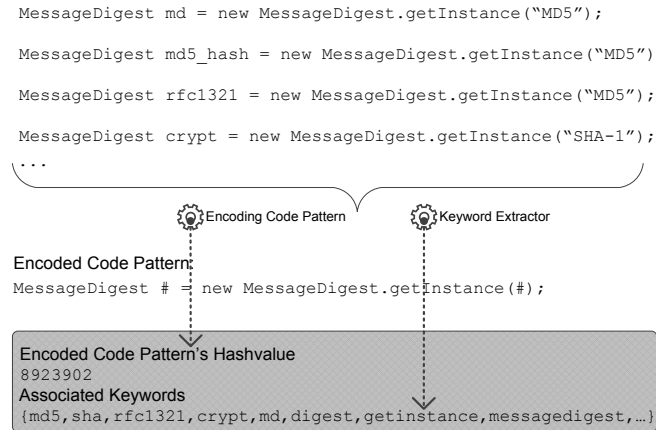 MessageDigest md = new MessageDigest.getInstance(“MD5”);
MessageDigest md5_hash = new MessageDigest.getInstance(“MD5”)
MessageDigest rfc1321 = new MessageDigest.getInstance(“MD5”);
MessageDigest crypt = new MessageDigest.getInstance(“SHA-1”);
...
Encoding Code Pattern Keyword Extractor
Encoded Code Pattern:
MessageDigest # = new MessageDigest.getInstance(#);
Encoded Code Pattern’s Hashvalue
8923902
Associated Keywords
{md5,sha,rfc1321,crypt,md,digest,getinstance,messagedigest,…}